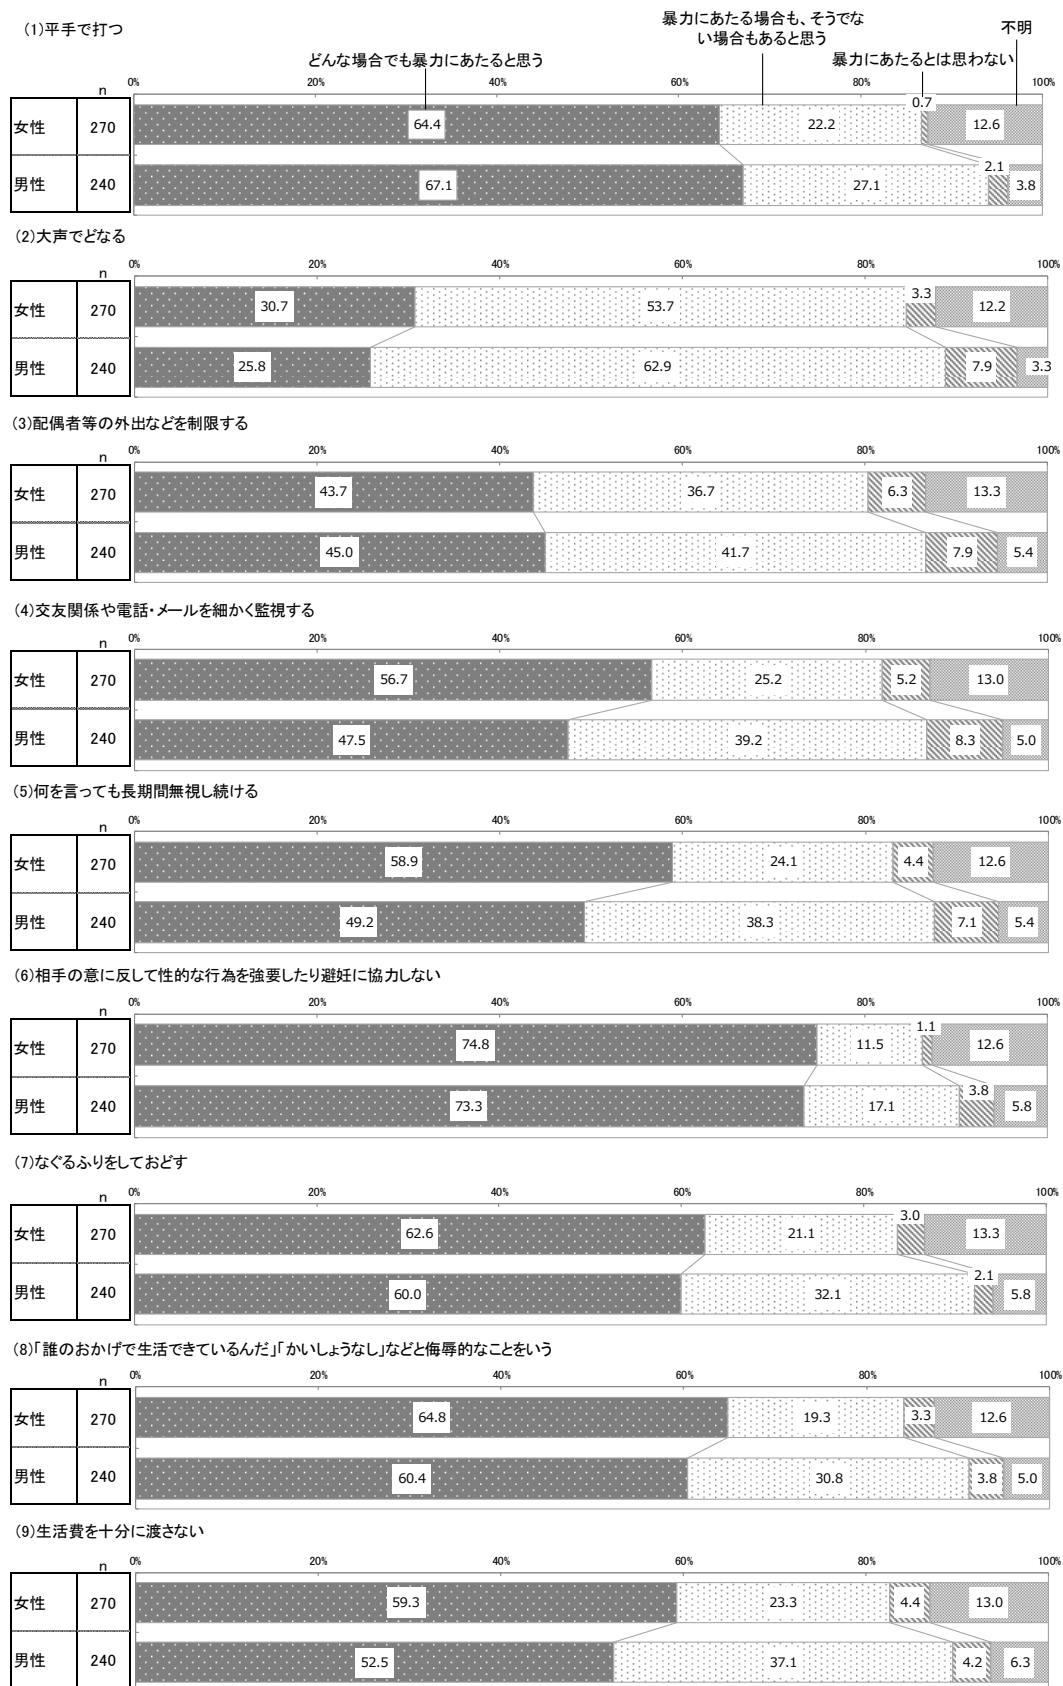 (1)平手で打つ
暴力にあたる場合も、そうでな
い場合もあると思う
不明
どんな場合でも暴力にあたると思う
暴力にあたるとは思わない
0% 20% 40% 60% 80% 100%
n
女性 270 64.4 22.2 0.7 12.6
男性 240 67.1 27.1 2.1 3.8
(2)大声でどなる
0% 20% 40% 60% 80% 100%
n
女性 270 30.7 53.7 3.3 12.2
男性 240 25.8 62.9 7.9 3.3
(3)配偶者等の外出などを制限する
0% 20% 40% 60% 80% 100%
n
女性 270 43.7 36.7 6.3 13.3
男性 240 45.0 41.7 7.9 5.4
(4)交友関係や電話・メールを細かく監視する
0% 20% 40% 60% 80% 100%
n
女性 270 56.7 25.2 5.2 13.0
男性 240 47.5 39.2 8.3 5.0
(5)何を言っても長期間無視し続ける
0% 20% 40% 60% 80% 100%
n
女性 270 58.9 24.1 4.4 12.6
男性 240 49.2 38.3 7.1 5.4
(6)相手の意に反して性的な行為を強要したり避妊に協力しない
0% 20% 40% 60% 80% 100%
n
女性 270 74.8 11.5 1.1 12.6
男性 240 73.3 17.1 3.8 5.8
(7)なぐるふりをしておどす
0% 20% 40% 60% 80% 100%
n
女性 270 62.6 21.1 3.0 13.3
男性 240 60.0 32.1 2.1 5.8
(8)「誰のおかげで生活できているんだ」「かいしょうなし」などと侮辱的なことをいう
0% 20% 40% 60% 80% 100%
n
女性 270 64.8 19.3 3.3 12.6
男性 240 60.4 30.8 3.8 5.0
(9)生活費を十分に渡さない
0% 20% 40% 60% 80% 100%
n
女性 270 59.3 23.3 4.4 13.0
男性 240 52.5 37.1 4.2 6.3